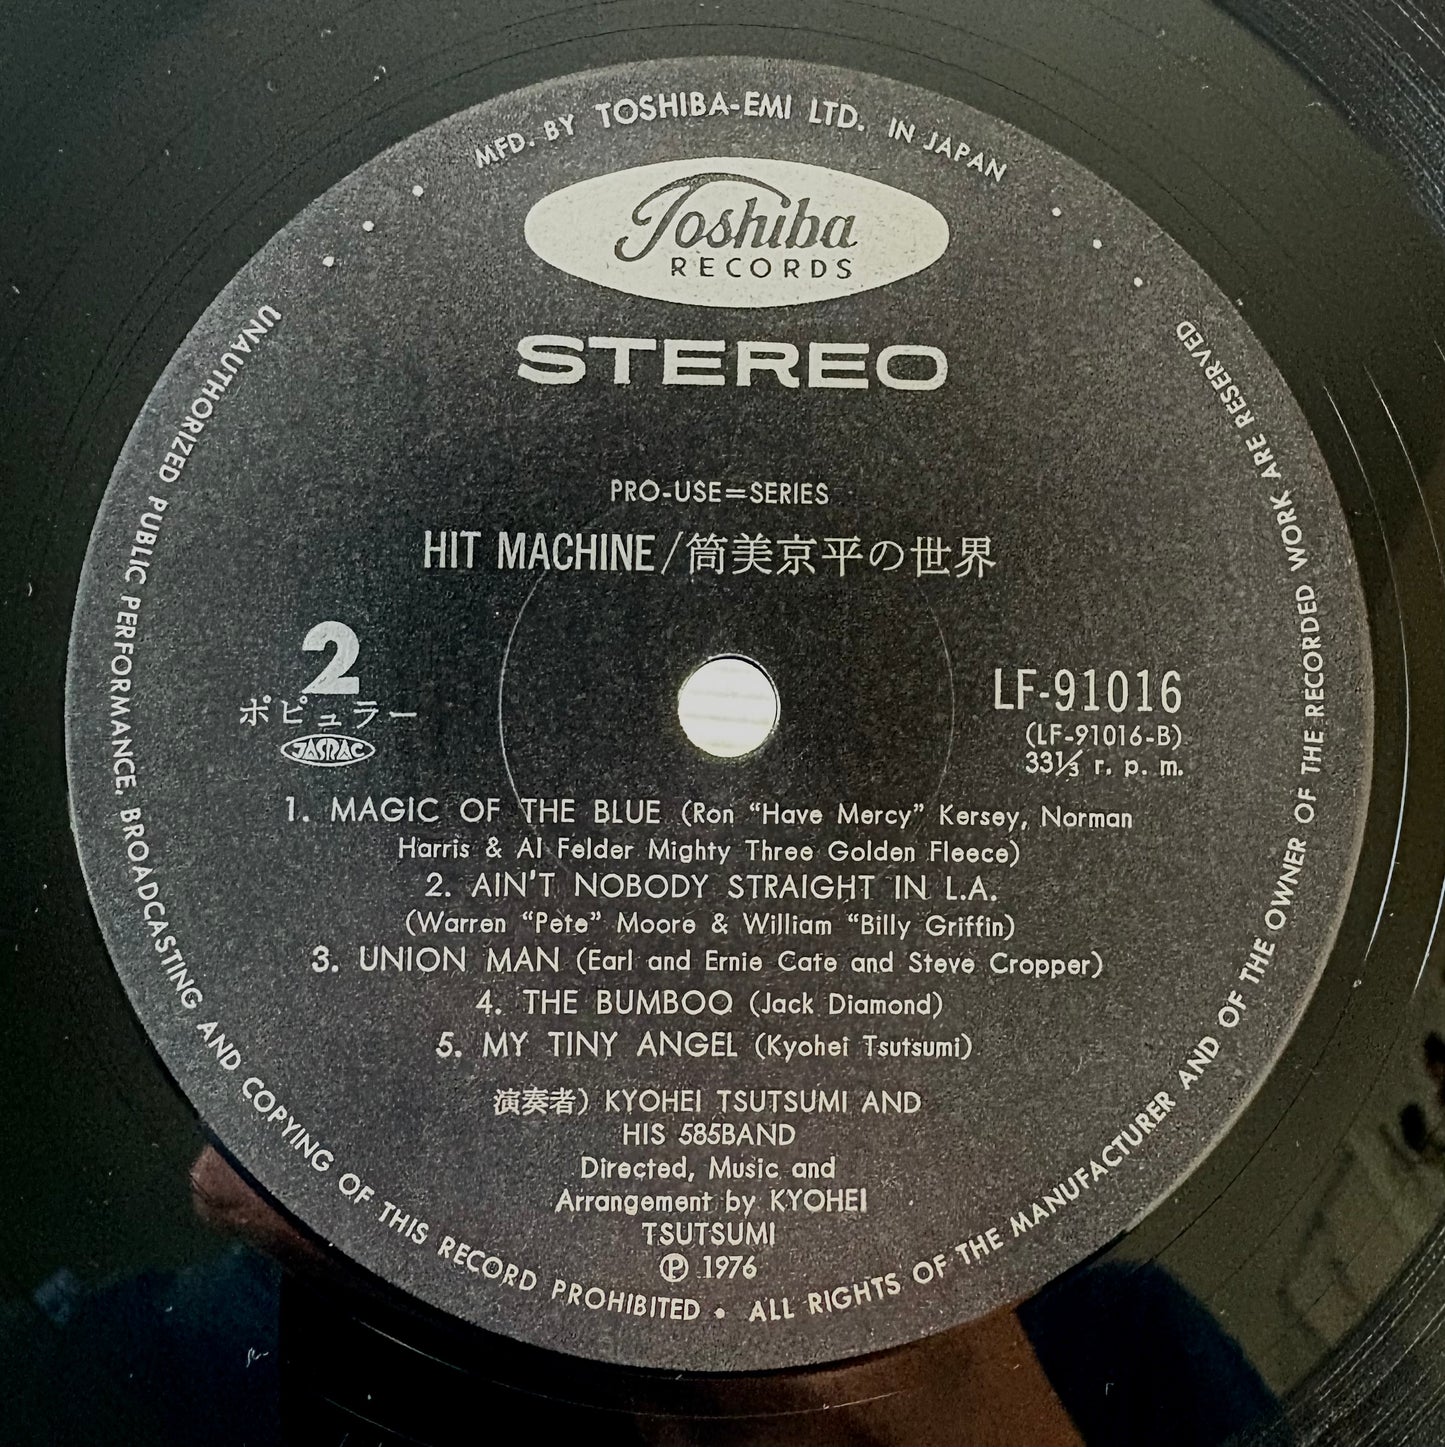 MFD. BY TOSHIBA-EMI LTD. IN JAPAN
Toshiba
RECORDS
STEREO
PRO-USE=SERIES
HIT MACHINE/筒美京平の世界
2
ポピュラー
JASRAC
LF-91016
(LF-91016-B)
33⅓ r. p. m.
1. MAGIC OF THE BLUE (Ron “Have Mercy” Kersey, Norman
Harris & Al Felder Mighty Three Golden Fleece)
2. AIN'T NOBODY STRAIGHT IN L.A.
(Warren “Pete” Moore & William “Billy Griffin)
3. UNION MAN (Earl and Ernie Cate and Steve Cropper)
4. THE BUMBOO (Jack Diamond)
5. MY TINY ANGEL (Kyohei Tsutsumi)
演奏者) KYOHEI TSUTSUMI AND
HIS 585BAND
Directed, Music and
Arrangement by KYOHEI
TSUTSUMI
℗ 1976
UNAUTHORIZED PUBLIC PERFORMANCE. BROADCASTING AND COPYING OF THIS RECORD PROHIBITED • ALL RIGHTS OF THE MANUFACTURER AND OF THE OWNER OF THE RECORDED WORK ARE RESERVED